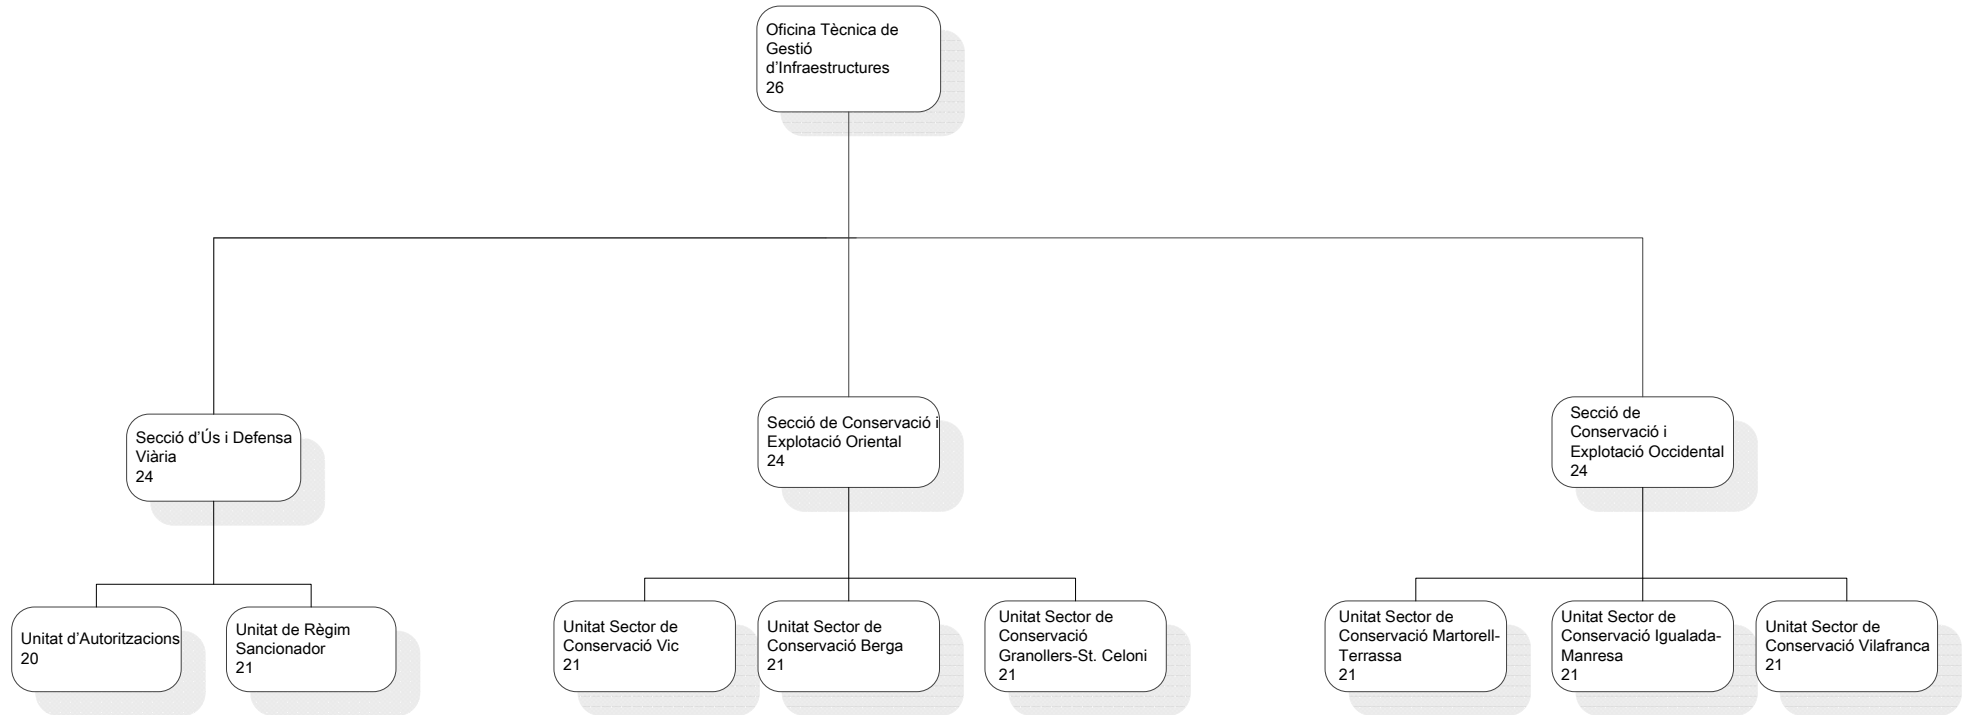 Oficina Tècnica de
Gestió
d’Infraestructures
26
Secció d’Ús i Defensa
Viària
24
Secció de Conservació i
Explotació Oriental
24
Secció de
Conservació i
Explotació Occidental
24
Unitat d’Autoritzacions
20
Unitat de Règim
Sancionador
21
Unitat Sector de
Conservació Vic
21
Unitat Sector de
Conservació Berga
21
Unitat Sector de
Conservació
Granollers-St. Celoni
21
Unitat Sector de
Conservació Martorell-
Terrassa
21
Unitat Sector de
Conservació Igualada-
Manresa
21
Unitat Sector de
Conservació Vilafranca
21